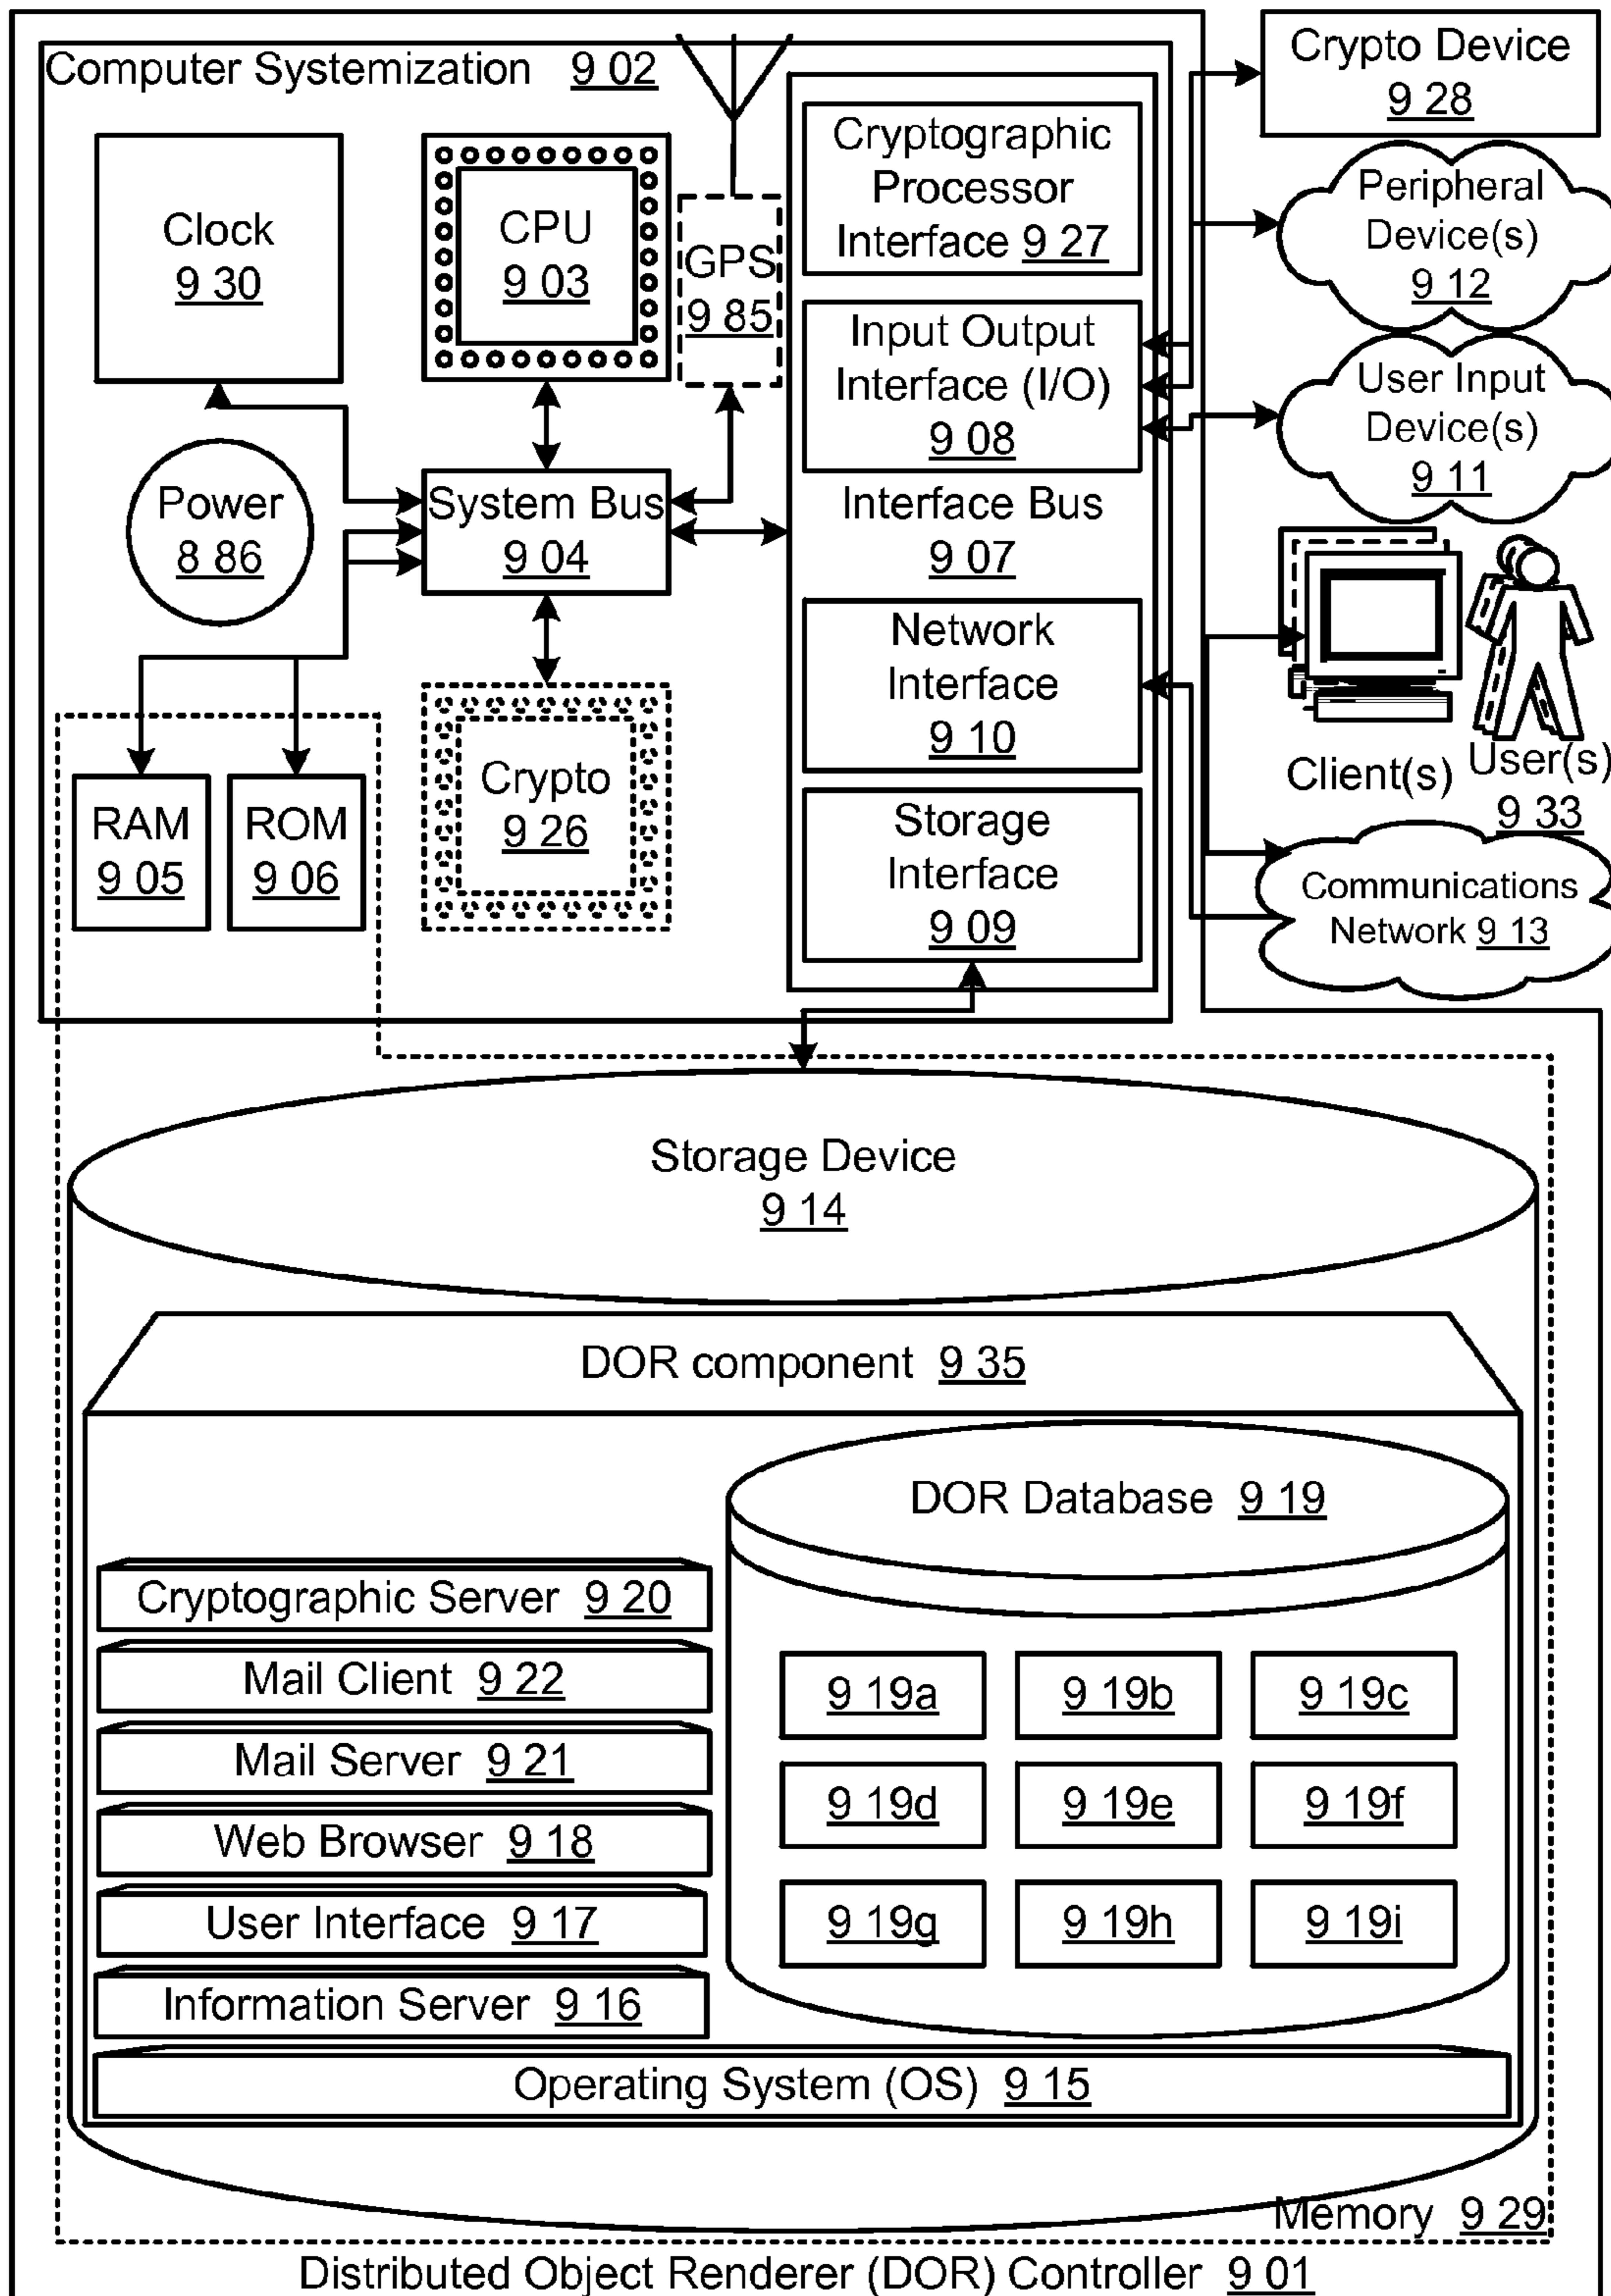 Computer Systemization 9 02
Clock
9 30
CPU
9 03
GPS
9 85
Cryptographic
Processor
Interface 9 27
Input Output
Interface (I/O)
9 08
Power
8 86
System Bus
9 04
Interface Bus
9 07
Network
Interface
9 10
Crypto
9 26
RAM
9 05
ROM
9 06
Storage
Interface
9 09
Crypto Device
9 28
Peripheral
Device(s)
9 12
User Input
Device(s)
9 11
Client(s)
User(s)
9 33
Communications
Network 9 13
Storage Device
9 14
DOR component 9 35
DOR Database 9 19
Cryptographic Server 9 20
Mail Client 9 22
Mail Server 9 21
Web Browser 9 18
User Interface 9 17
Information Server 9 16
9 19a
9 19b
9 19c
9 19d
9 19e
9 19f
9 19g
9 19h
9 19i
Operating System (OS) 9 15
Memory 9 29
Distributed Object Renderer (DOR) Controller 9 01